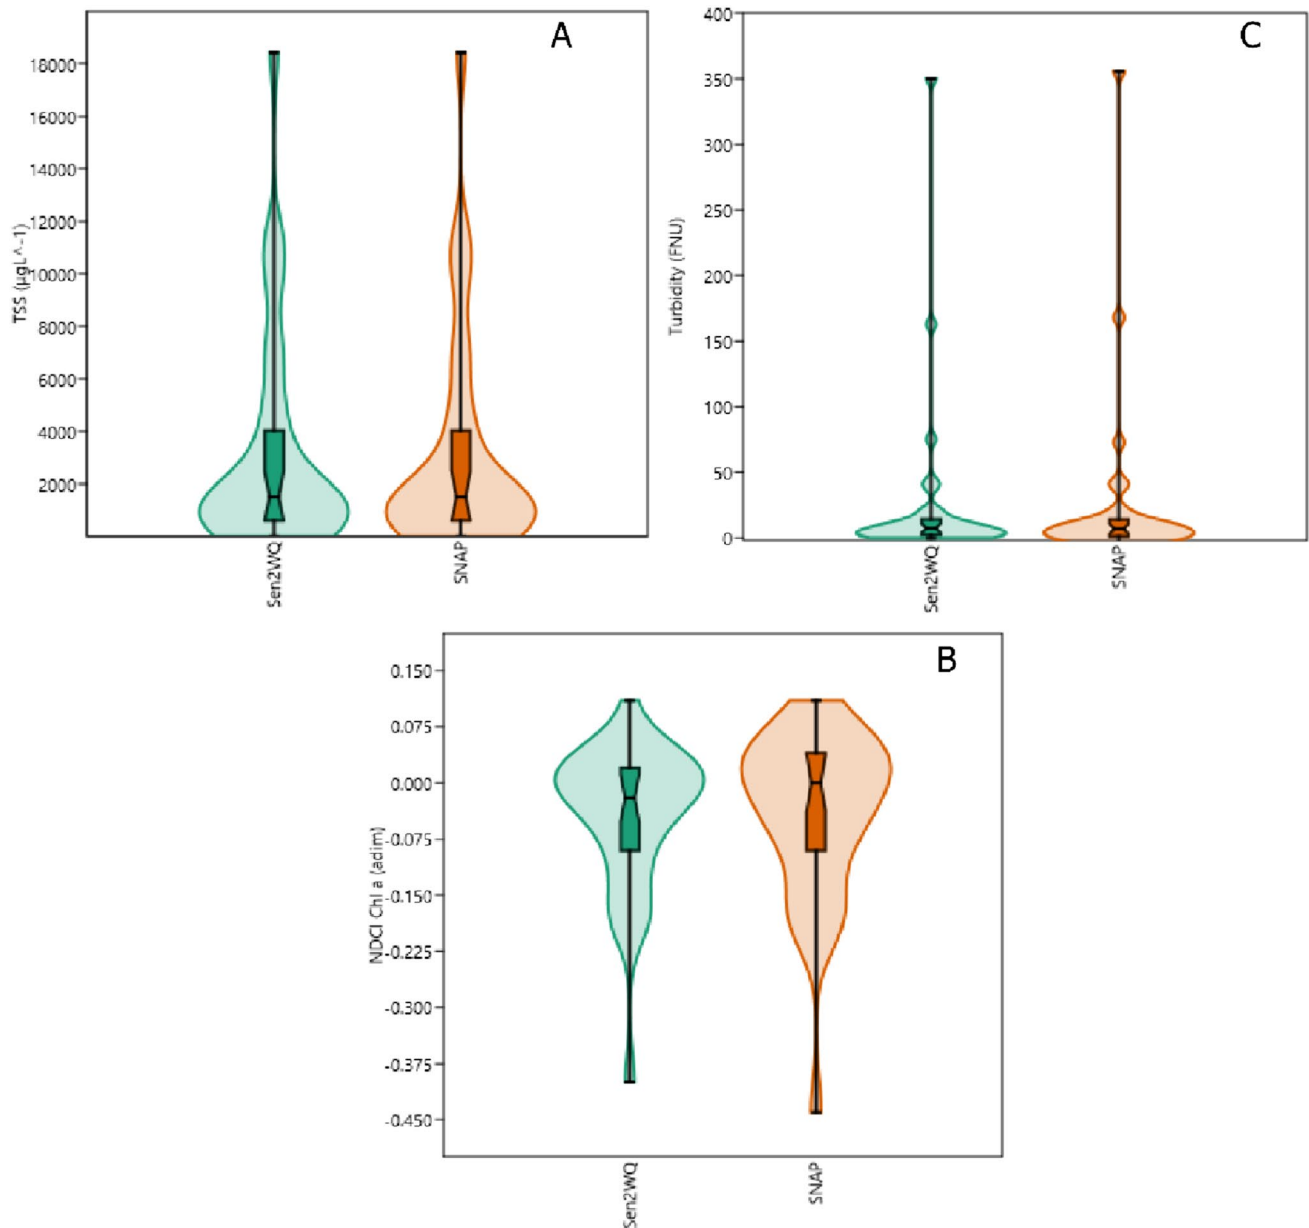 A
18000
16000
14000
12000
10000
8000
6000
4000
2000
TSS (µgL^-1)
Sen2WQ
SNAP
C
400
350
300
250
200
150
100
50
0
Turbidity (FNU)
Sen2WQ
SNAP
B
0.150
0.075
0.000
-0.075
-0.150
-0.225
-0.300
-0.375
-0.450
NDCI Chl a (adim)
Sen2WQ
SNAP